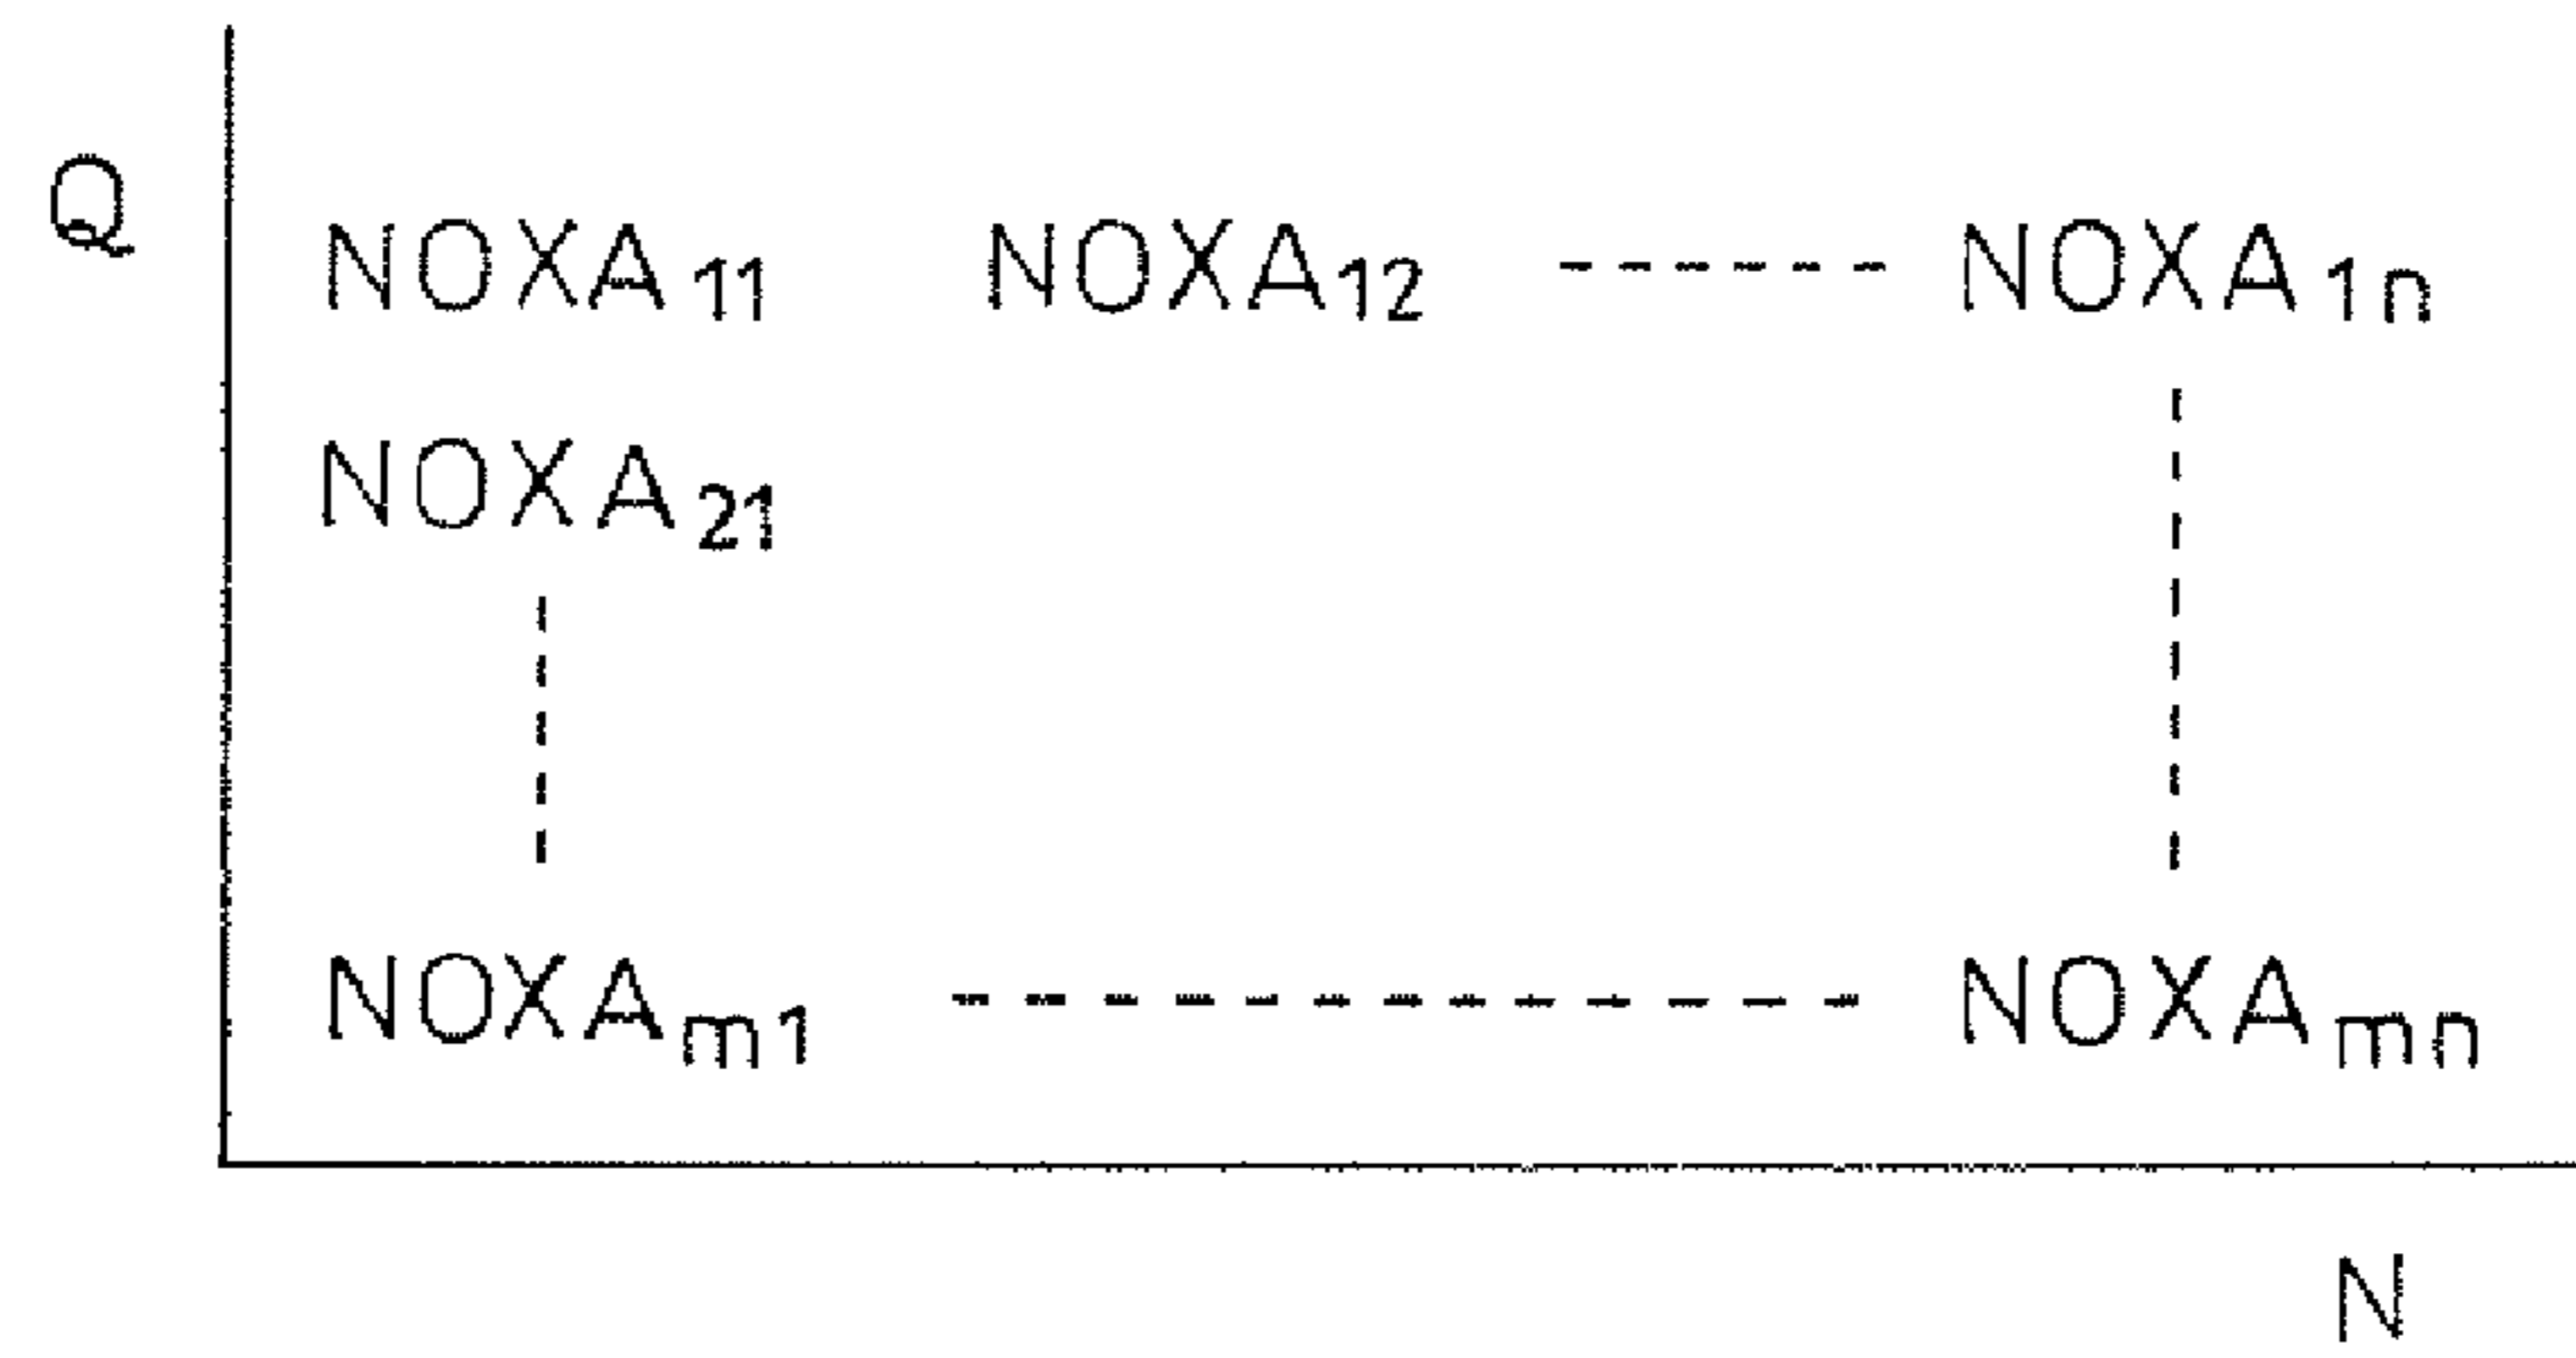 Q
NOXA11 NOXA12 ------ NOXA1n
NOXA21
NOXAm1 ------------- NOXAmn
N